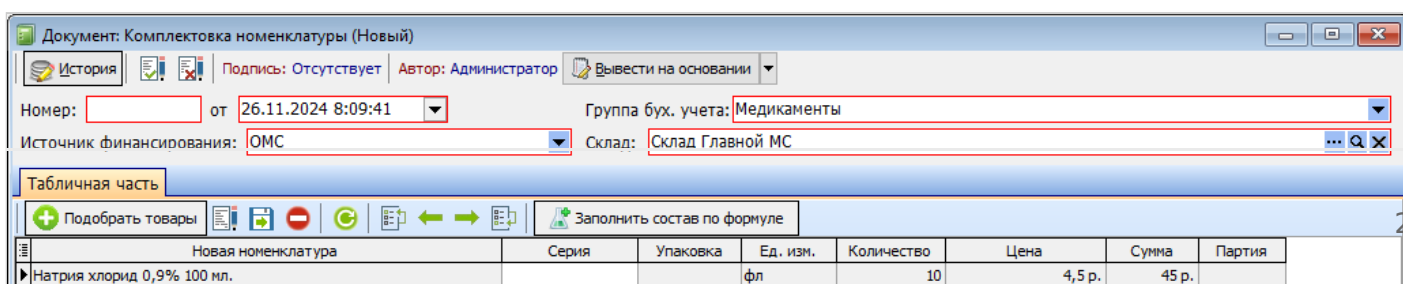 Документ: Комплектовка номенклатуры (Новый)
История Подпись: Отсутствует Автор: Администратор Вывести на основании
Номер: от 26.11.2024 8:09:41 Группа бух. учета: Медикаменты
Источник финансирования: ОМС Склад: Склад Главной МС
Табличная часть
Подобрать товары Заполнить состав по формуле
Новая номенклатура Серия Упаковка Ед. изм. Количество Цена Сумма Партия
Натрия хлорид 0,9% 100 мл. фл 10 4,5 р. 45 р.